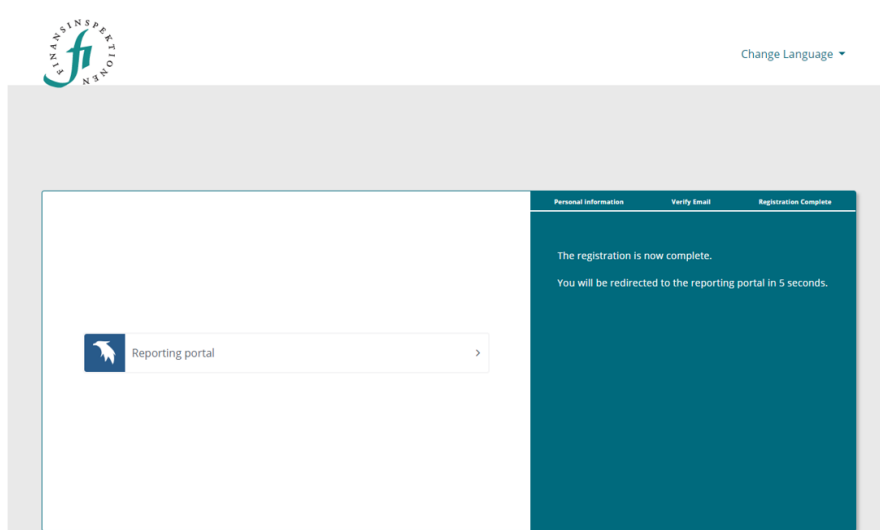 FINANSINSPEKTIONEN
Change Language
Personal information
Verify Email
Registration Complete
The registration is now complete.
You will be redirected to the reporting portal in 5 seconds.
Reporting portal